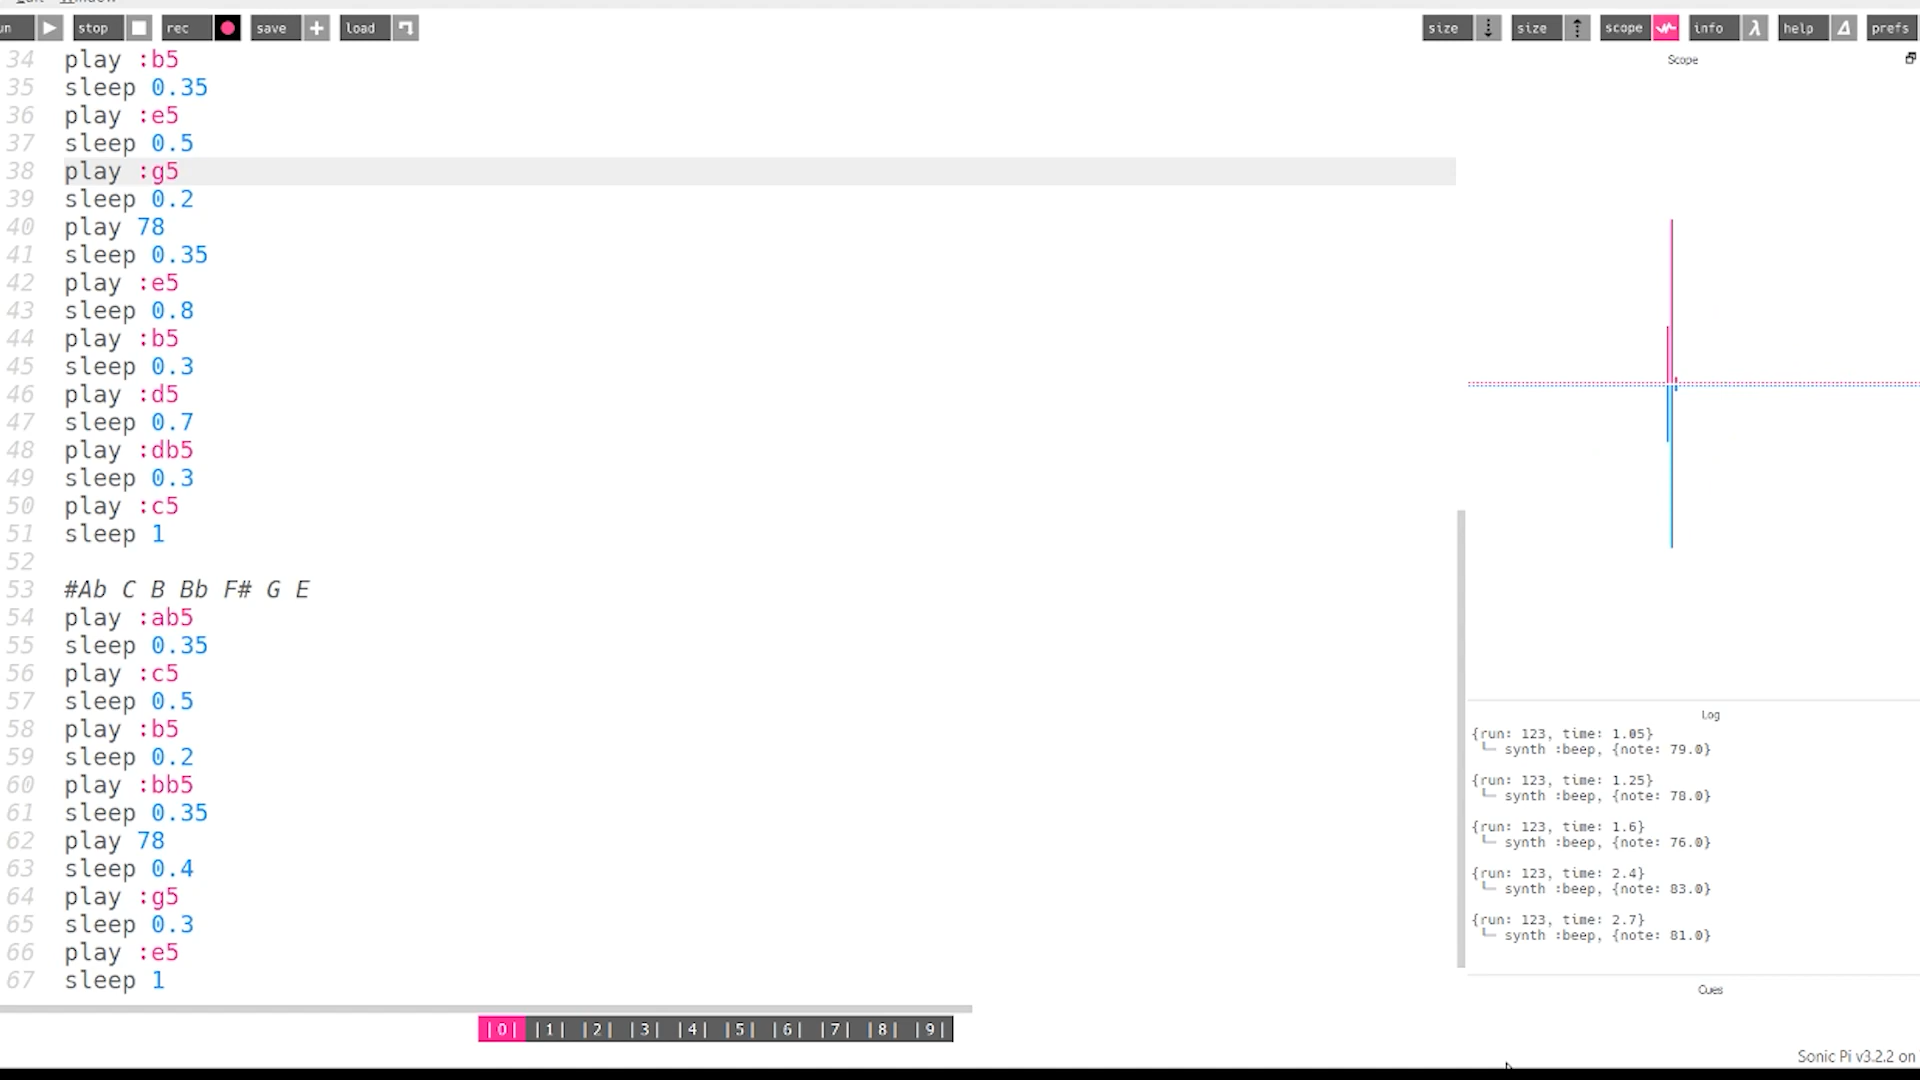 un stop rec save load size size scope info help prefs
Scope
34 play :b5
35 sleep 0.35
36 play :e5
37 sleep 0.5
38 play :g5
39 sleep 0.2
40 play 78
41 sleep 0.35
42 play :e5
43 sleep 0.8
44 play :b5
45 sleep 0.3
46 play :d5
47 sleep 0.7
48 play :db5
49 sleep 0.3
50 play :c5
51 sleep 1
52
53 #Ab C B Bb F# G E
54 play :ab5
55 sleep 0.35
56 play :c5
57 sleep 0.5
58 play :b5
59 sleep 0.2
60 play :bb5
61 sleep 0.35
62 play 78
63 sleep 0.4
64 play :g5
65 sleep 0.3
66 play :e5
67 sleep 1
Log
{run: 123, time: 1.05}
└─ synth :beep, {note: 79.0}
{run: 123, time: 1.25}
└─ synth :beep, {note: 78.0}
{run: 123, time: 1.6}
└─ synth :beep, {note: 76.0}
{run: 123, time: 2.4}
└─ synth :beep, {note: 83.0}
{run: 123, time: 2.7}
└─ synth :beep, {note: 81.0}
Cues
|0| |1| |2| |3| |4| |5| |6| |7| |8| |9|
Sonic Pi v3.2.2 on